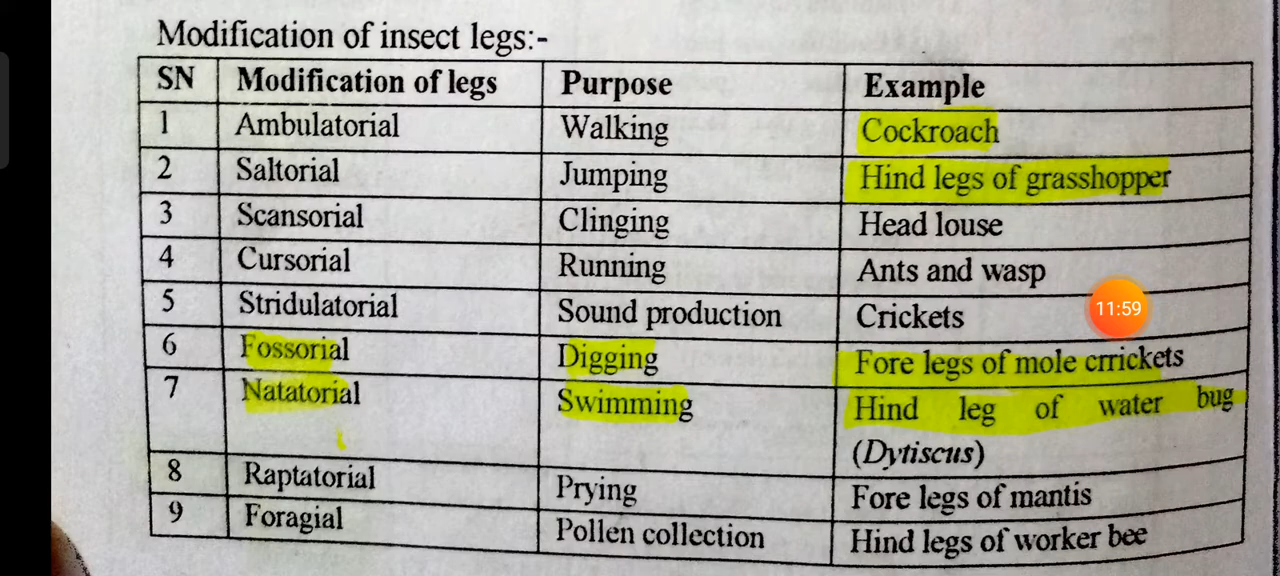 Modification of insect legs:-
SN Modification of legs Purpose Example
1 Ambulatorial Walking Cockroach
2 Saltorial Jumping Hind legs of grasshopper
3 Scansorial Clinging Head louse
4 Cursorial Running Ants and wasp
5 Stridulatorial Sound production Crickets
11:59
6 Fossorial Digging Fore legs of mole crrickets
7 Natatorial Swimming Hind leg of water bug
(Dytiscus)
8 Raptatorial Prying Fore legs of mantis
9 Foragial Pollen collection Hind legs of worker bee